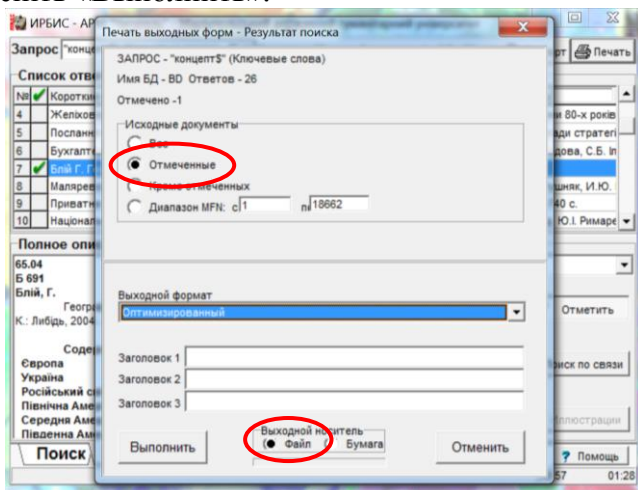 ИРБИС - АР
Печать выходных форм - Результат поиска
Запрос "конце
Печать
ЗАПРОС - "концепт$" (Ключевые слова)
Имя БД - BD Ответов - 26
Отмечено -1
Список отве
№ Коротки
4 Желіхов
и 80-х років
5 Посланн
ади стратегі
6 Бухгалте
дова, С.Б. Іл
7 Блій Г. Г
8 Маляре
шняк, И.Ю.
9 Приватн
40 с.
10 Націонал
Ю.І. Римаре
Исходные документы
Все
Отмеченные
Кроме отмеченных
Диапазон MFN: с 1 по 18662
Полное опи
65.04
Б 691
Блій, Г.
Геогра
К.: Либідь, 2004
Соде
Європа
Україна
Російський с
Північна Аме
Середня Аме
Південна Аме
Выходной формат
Оптимизированный
Отметить
Заголовок 1
Заголовок 2
Заголовок 3
иск по связи
ллюстрации
Выходной носитель
Файл Бумага
Выполнить
Отменить
Поиск
? Помощь
57 01:28